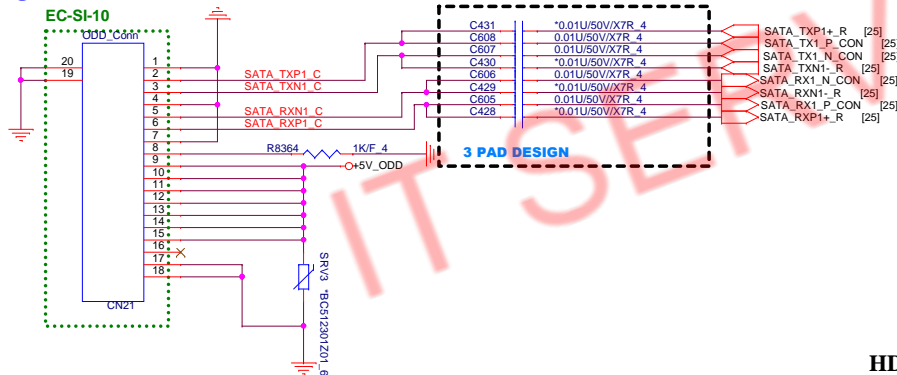 EC-SI-10
ODD_Conn
20
19
1
2
3
4
5
6
7
8
9
10
11
12
13
14
15
16
17
18
CN21
SATA_TXP1_C
SATA_TXN1_C
SATA_RXN1_C
SATA_RXP1_C
R8364 1K/F_4
+5V_ODD
SRV3 *BC512301Z01_6
C431 *0.01U/50V/X7R_4 SATA_TXP1+_R [25]
C608 0.01U/50V/X7R_4 SATA_TX1_P_CON [25]
C607 0.01U/50V/X7R_4 SATA_TX1_N_CON [25]
C430 *0.01U/50V/X7R_4 SATA_TXN1-_R [25]
C606 0.01U/50V/X7R_4 SATA_RX1_N_CON [25]
C429 *0.01U/50V/X7R_4 SATA_RXN1-_R [25]
C605 0.01U/50V/X7R_4 SATA_RX1_P_CON [25]
C428 *0.01U/50V/X7R_4 SATA_RXP1+_R [25]
3 PAD DESIGN
IT SERV
HD